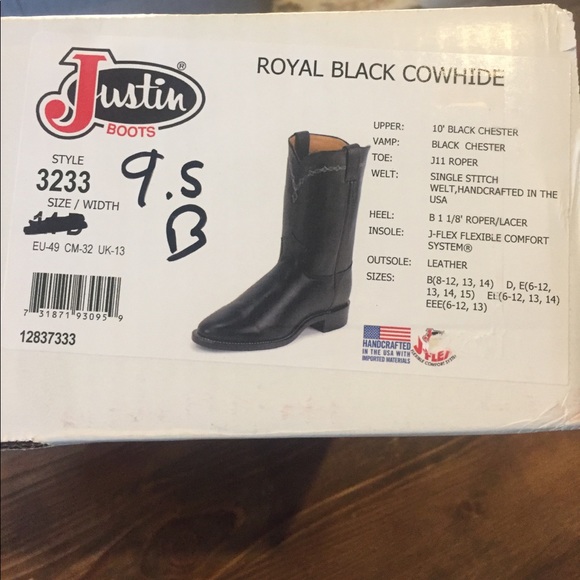 Justin®
BOOTS
ROYAL BLACK COWHIDE
STYLE
3233
9.5
B
SIZE / WIDTH
EU-49 CM-32 UK-13
7 31871 93095 9
12837333
UPPER: 10' BLACK CHESTER
VAMP: BLACK CHESTER
TOE: J11 ROPER
WELT: SINGLE STITCH
WELT,HANDCRAFTED IN THE
USA
HEEL: B 1 1/8' ROPER/LACER
INSOLE: J-FLEX FLEXIBLE COMFORT
SYSTEM®
OUTSOLE: LEATHER
SIZES: B(8-12, 13, 14) D, E(6-12,
13, 14, 15) EE(6-12, 13, 14)
EEE(6-12, 13)
HANDCRAFTED
IN THE USA WITH
IMPORTED MATERIALS
J-FLEX
FLEXIBLE COMFORT SYSTEM